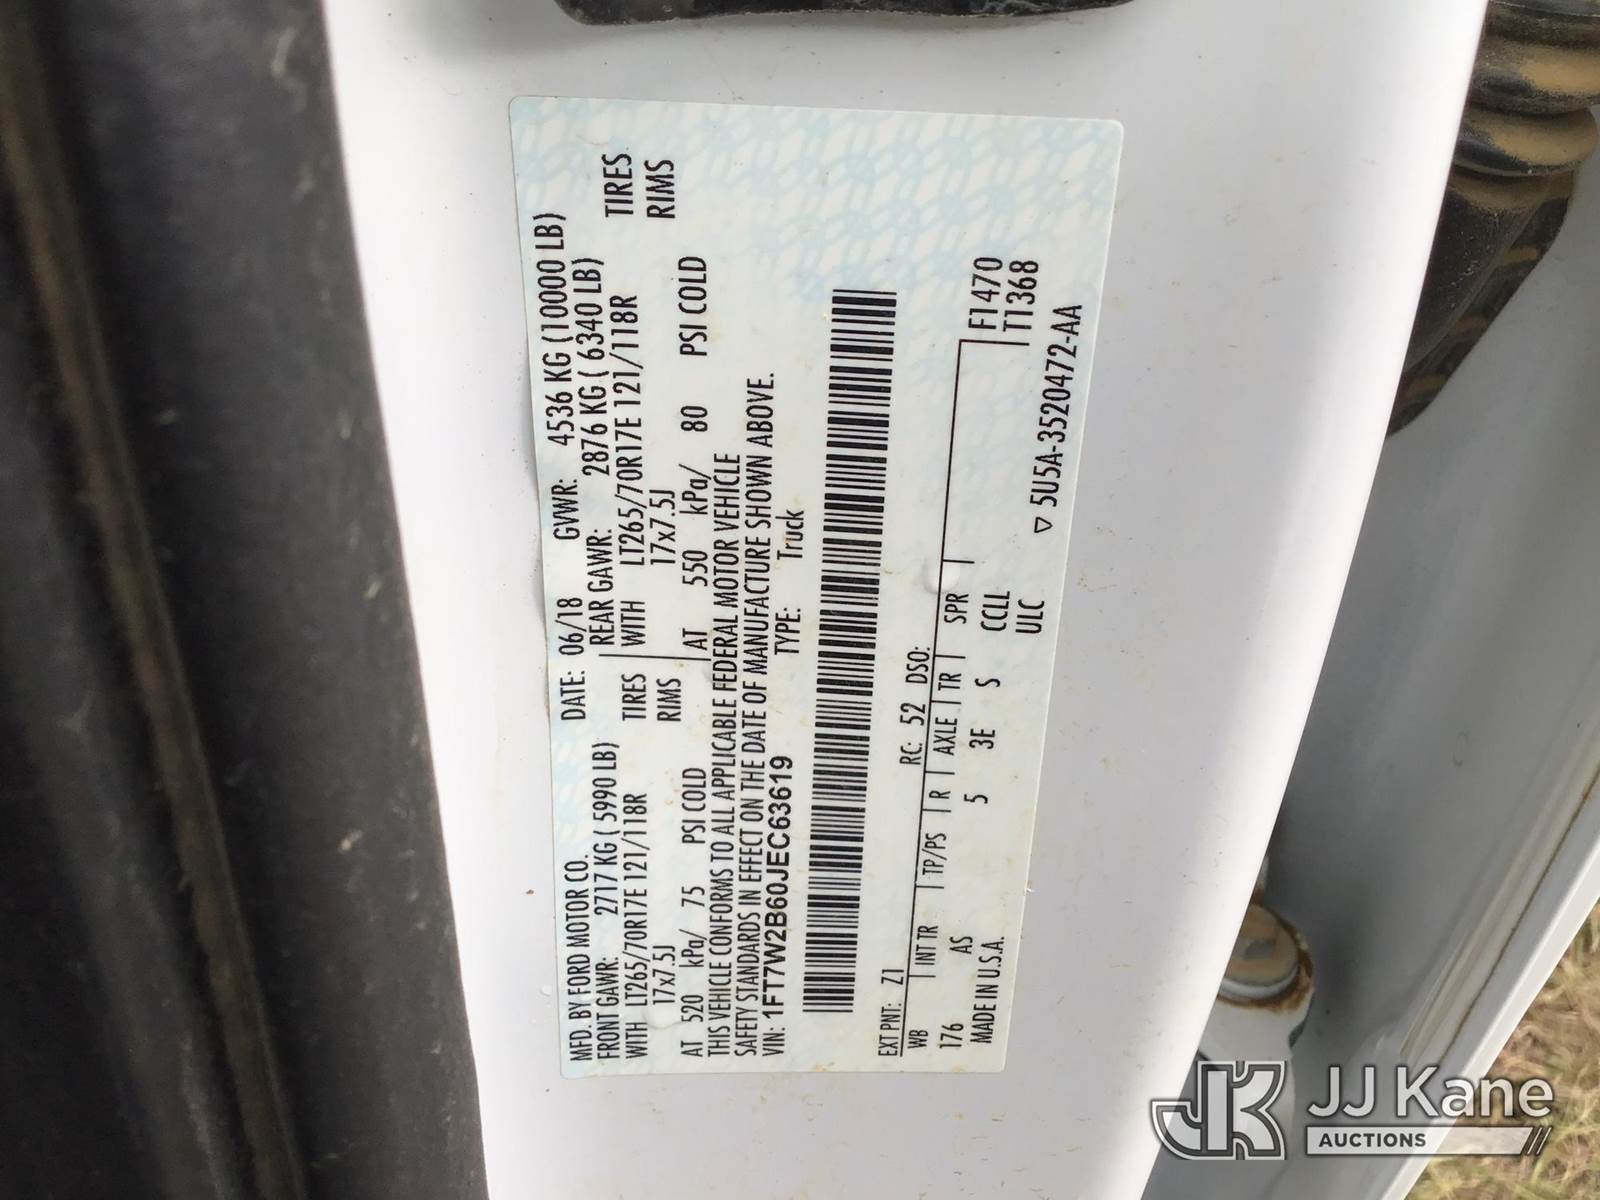 MFD. BY FORD MOTOR CO.
DATE: 06/18 GVWR: 4536 KG (10000 LB)
FRONT GAWR: 2717 KG ( 5990 LB) REAR GAWR: 2876 KG ( 6340 LB)
WITH LT265/70R17E 121/118R TIRES WITH LT265/70R17E 121/118R TIRES
17x7.5J RIMS 17x7.5J RIMS
AT 520 kPa/ 75 PSI COLD AT 550 kPa/ 80 PSI COLD
THIS VEHICLE CONFORMS TO ALL APPLICABLE FEDERAL MOTOR VEHICLE
SAFETY STANDARDS IN EFFECT ON THE DATE OF MANUFACTURE SHOWN ABOVE.
VIN: 1FT7W2B60JEC63619 TYPE: Truck
EXT PNT: Z1 RC: 52 DSO:
WB INT TR TP/PS R AXLE TR SPR F1470
176 AS 5 3E S CCLL T1368
MADE IN U.S.A. ULC ▽ 5U5A-3520472-AA
JJ Kane
AUCTIONS